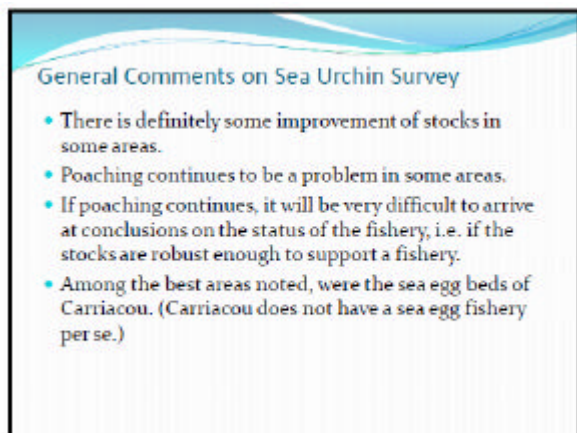 General Comments on Sea Urchin Survey
• There is definitely some improvement of stocks in
some areas.
• Poaching continues to be a problem in some areas.
• If poaching continues, it will be very difficult to arrive
at conclusions on the status of the fishery, i.e. if the
stocks are robust enough to support a fishery.
• Among the best areas noted, were the sea egg beds of
Carriacou. (Carriacou does not have a sea egg fishery
per se.)